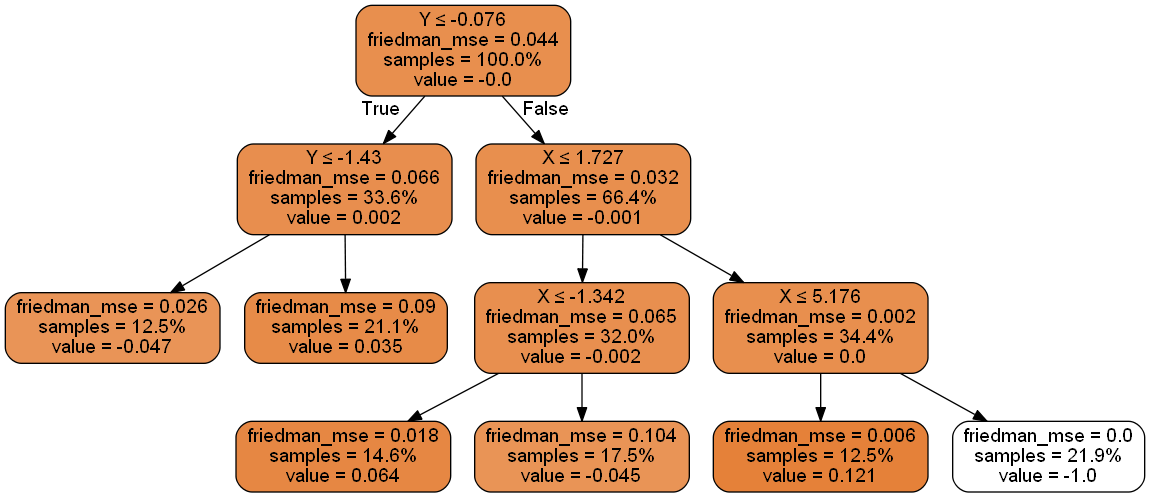 Y ≤ -0.076
friedman_mse = 0.044
samples = 100.0%
value = -0.0
True
False
Y ≤ -1.43
friedman_mse = 0.066
samples = 33.6%
value = 0.002
X ≤ 1.727
friedman_mse = 0.032
samples = 66.4%
value = -0.001
friedman_mse = 0.026
samples = 12.5%
value = -0.047
friedman_mse = 0.09
samples = 21.1%
value = 0.035
X ≤ -1.342
friedman_mse = 0.065
samples = 32.0%
value = -0.002
X ≤ 5.176
friedman_mse = 0.002
samples = 34.4%
value = 0.0
friedman_mse = 0.018
samples = 14.6%
value = 0.064
friedman_mse = 0.104
samples = 17.5%
value = -0.045
friedman_mse = 0.006
samples = 12.5%
value = 0.121
friedman_mse = 0.0
samples = 21.9%
value = -1.0